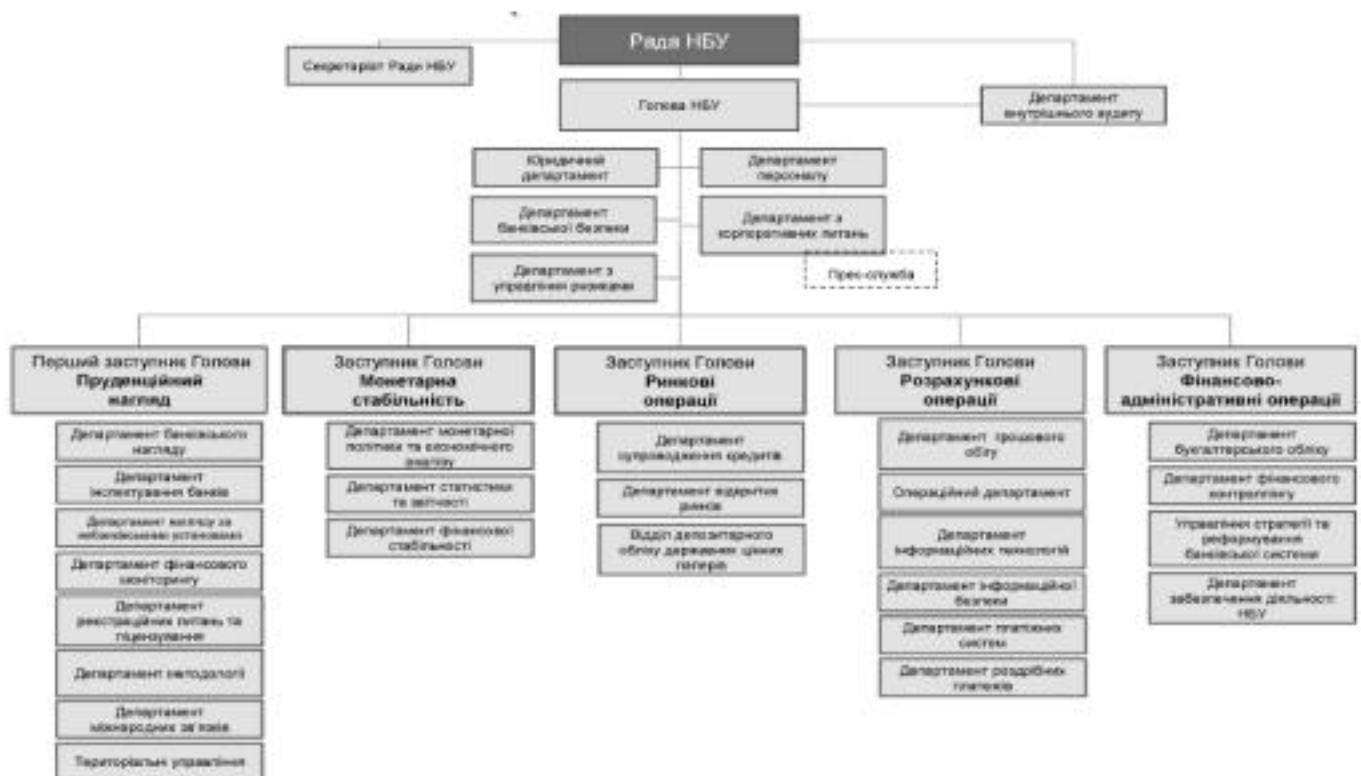 Рада НБУ
Секретаріат Ради НБУ
Голова НБУ
Департамент
внутрішнього аудиту
Юридичний
департамент
Департамент
персоналу
Департамент
банківської безпеки
Департамент з
корпоративних питань
Прес-служба
Департамент з
управління ризиками
Перший заступник Голови
Пруденційний
нагляд
Департамент банківського
нагляду
Департамент
інспектування банків
Департамент нагляду за
небанківськими установами
Департамент фінансового
моніторингу
Департамент
реєстраційних питань та
ліцензування
Департамент методології
Департамент
міжнародних зв'язків
Територіальні управління
Заступник Голови
Монетарна
стабільність
Департамент монетарної
політики та економічного
аналізу
Департамент статистики
та звітності
Департамент фінансової
стабільності
Заступник Голови
Ринкові
операції
Департамент
супроводження кредитів
Департамент відкритих
ринків
Відділ депозитарного
обліку державних цінних
паперів
Заступник Голови
Розрахункові
операції
Департамент грошового
обігу
Операційний департамент
Департамент
інформаційних технологій
Департамент інформаційної
безпеки
Департамент платіжних
систем
Департамент роздрібних
платежів
Заступник Голови
Фінансово-
адміністративні операції
Департамент
бухгалтерського обліку
Департамент фінансового
контроллінгу
Управління стратегії та
реформування
банківської системи
Департамент
забезпечення діяльності
НБУ